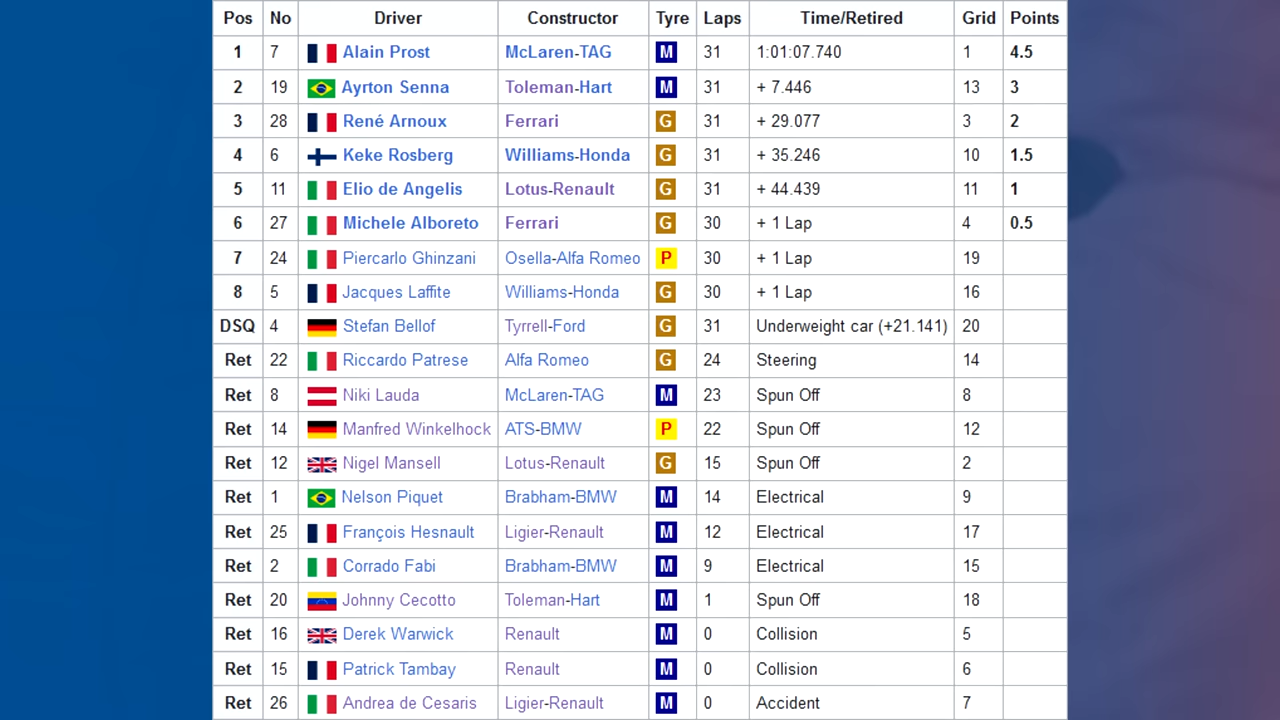 Pos No Driver Constructor Tyre Laps Time/Retired Grid Points
1 7 Alain Prost McLaren-TAG M 31 1:01:07.740 1 4.5
2 19 Ayrton Senna Toleman-Hart M 31 + 7.446 13 3
3 28 René Arnoux Ferrari G 31 + 29.077 3 2
4 6 Keke Rosberg Williams-Honda G 31 + 35.246 10 1.5
5 11 Elio de Angelis Lotus-Renault G 31 + 44.439 11 1
6 27 Michele Alboreto Ferrari G 30 + 1 Lap 4 0.5
7 24 Piercarlo Ghinzani Osella-Alfa Romeo P 30 + 1 Lap 19
8 5 Jacques Laffite Williams-Honda G 30 + 1 Lap 16
DSQ 4 Stefan Bellof Tyrrell-Ford G 31 Underweight car (+21.141) 20
Ret 22 Riccardo Patrese Alfa Romeo G 24 Steering 14
Ret 8 Niki Lauda McLaren-TAG M 23 Spun Off 8
Ret 14 Manfred Winkelhock ATS-BMW P 22 Spun Off 12
Ret 12 Nigel Mansell Lotus-Renault G 15 Spun Off 2
Ret 1 Nelson Piquet Brabham-BMW M 14 Electrical 9
Ret 25 François Hesnault Ligier-Renault M 12 Electrical 17
Ret 2 Corrado Fabi Brabham-BMW M 9 Electrical 15
Ret 20 Johnny Cecotto Toleman-Hart M 1 Spun Off 18
Ret 16 Derek Warwick Renault M 0 Collision 5
Ret 15 Patrick Tambay Renault M 0 Collision 6
Ret 26 Andrea de Cesaris Ligier-Renault M 0 Accident 7